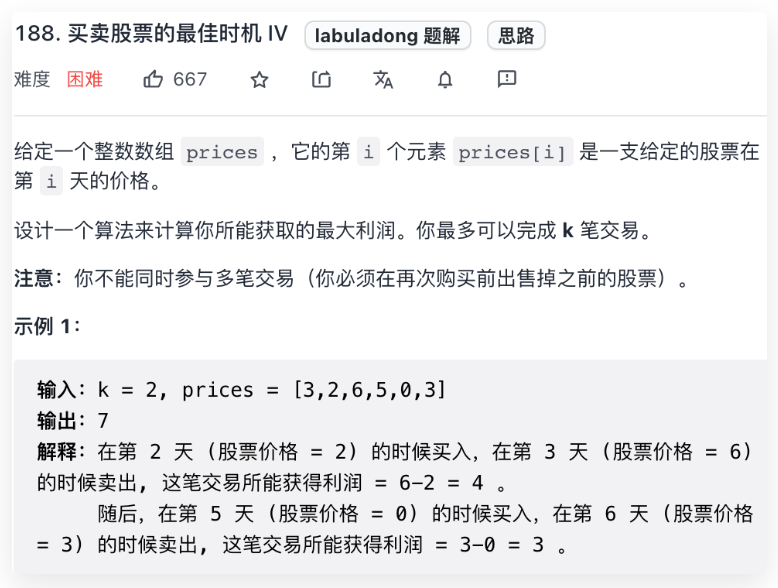 188. 买卖股票的最佳时机 IV labuladong 题解 思路
难度 困难 667
给定一个整数数组 prices ，它的第 i 个元素 prices[i] 是一支给定的股票在
第 i 天的价格。
设计一个算法来计算你所能获取的最大利润。你最多可以完成 k 笔交易。
注意：你不能同时参与多笔交易（你必须在再次购买前出售掉之前的股票）。
示例 1：
输入：k = 2, prices = [3,2,6,5,0,3]
输出：7
解释：在第 2 天 (股票价格 = 2) 的时候买入，在第 3 天 (股票价格 = 6)
的时候卖出, 这笔交易所能获得利润 = 6-2 = 4 。
随后，在第 5 天 (股票价格 = 0) 的时候买入，在第 6 天 (股票价格
= 3) 的时候卖出, 这笔交易所能获得利润 = 3-0 = 3 。